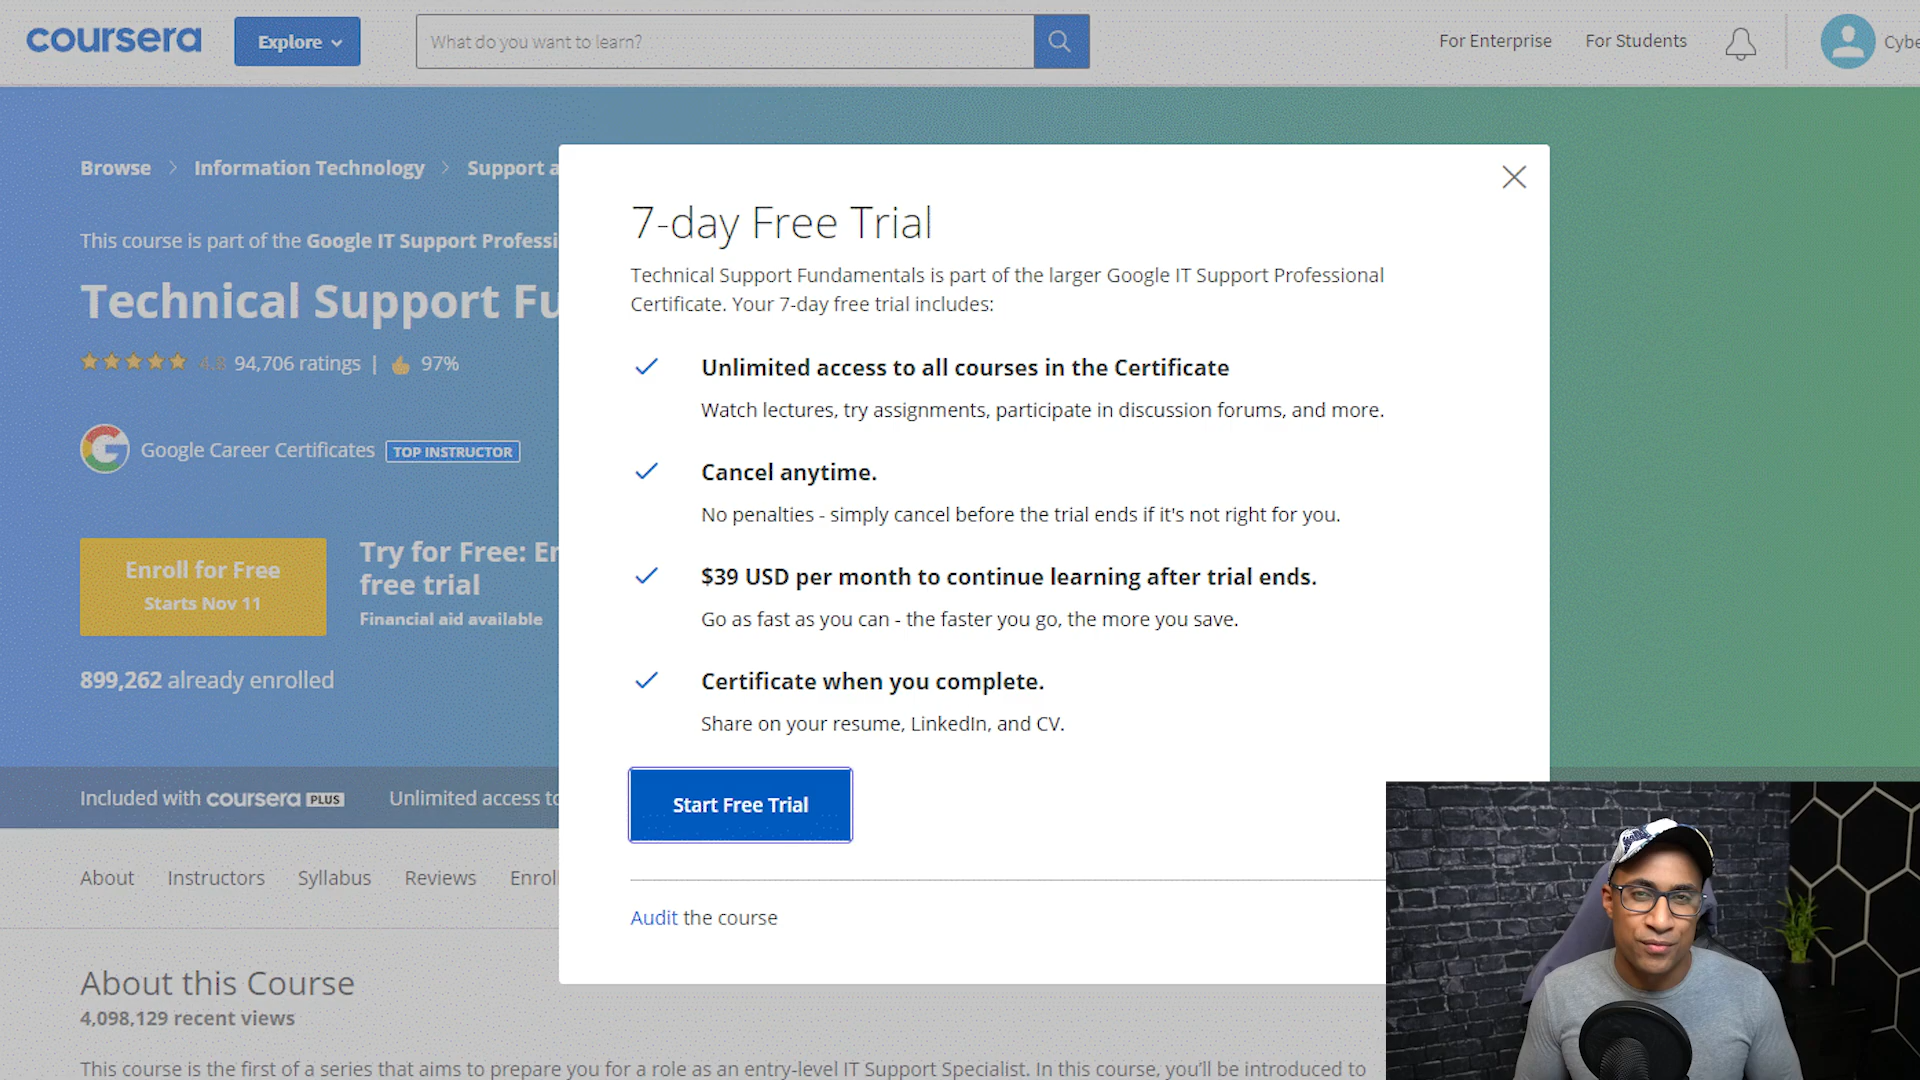 coursera
Explore
What do you want to learn?
For Enterprise
For Students
Cybe
Browse
Information Technology
Support a
This course is part of the Google IT Support Professi
Technical Support Fu
4.8 94,706 ratings | 97%
Google Career Certificates TOP INSTRUCTOR
Enroll for Free
Starts Nov 11
Try for Free: En
free trial
Financial aid available
899,262 already enrolled
Included with coursera PLUS
Unlimited access to
About
Instructors
Syllabus
Reviews
Enrol
7-day Free Trial
Technical Support Fundamentals is part of the larger Google IT Support Professional
Certificate. Your 7-day free trial includes:
Unlimited access to all courses in the Certificate
Watch lectures, try assignments, participate in discussion forums, and more.
Cancel anytime.
No penalties - simply cancel before the trial ends if it's not right for you.
$39 USD per month to continue learning after trial ends.
Go as fast as you can - the faster you go, the more you save.
Certificate when you complete.
Share on your resume, LinkedIn, and CV.
Start Free Trial
Audit the course
About this Course
4,098,129 recent views
This course is the first of a series that aims to prepare you for a role as an entry-level IT Support Specialist. In this course, you'll be introduced to